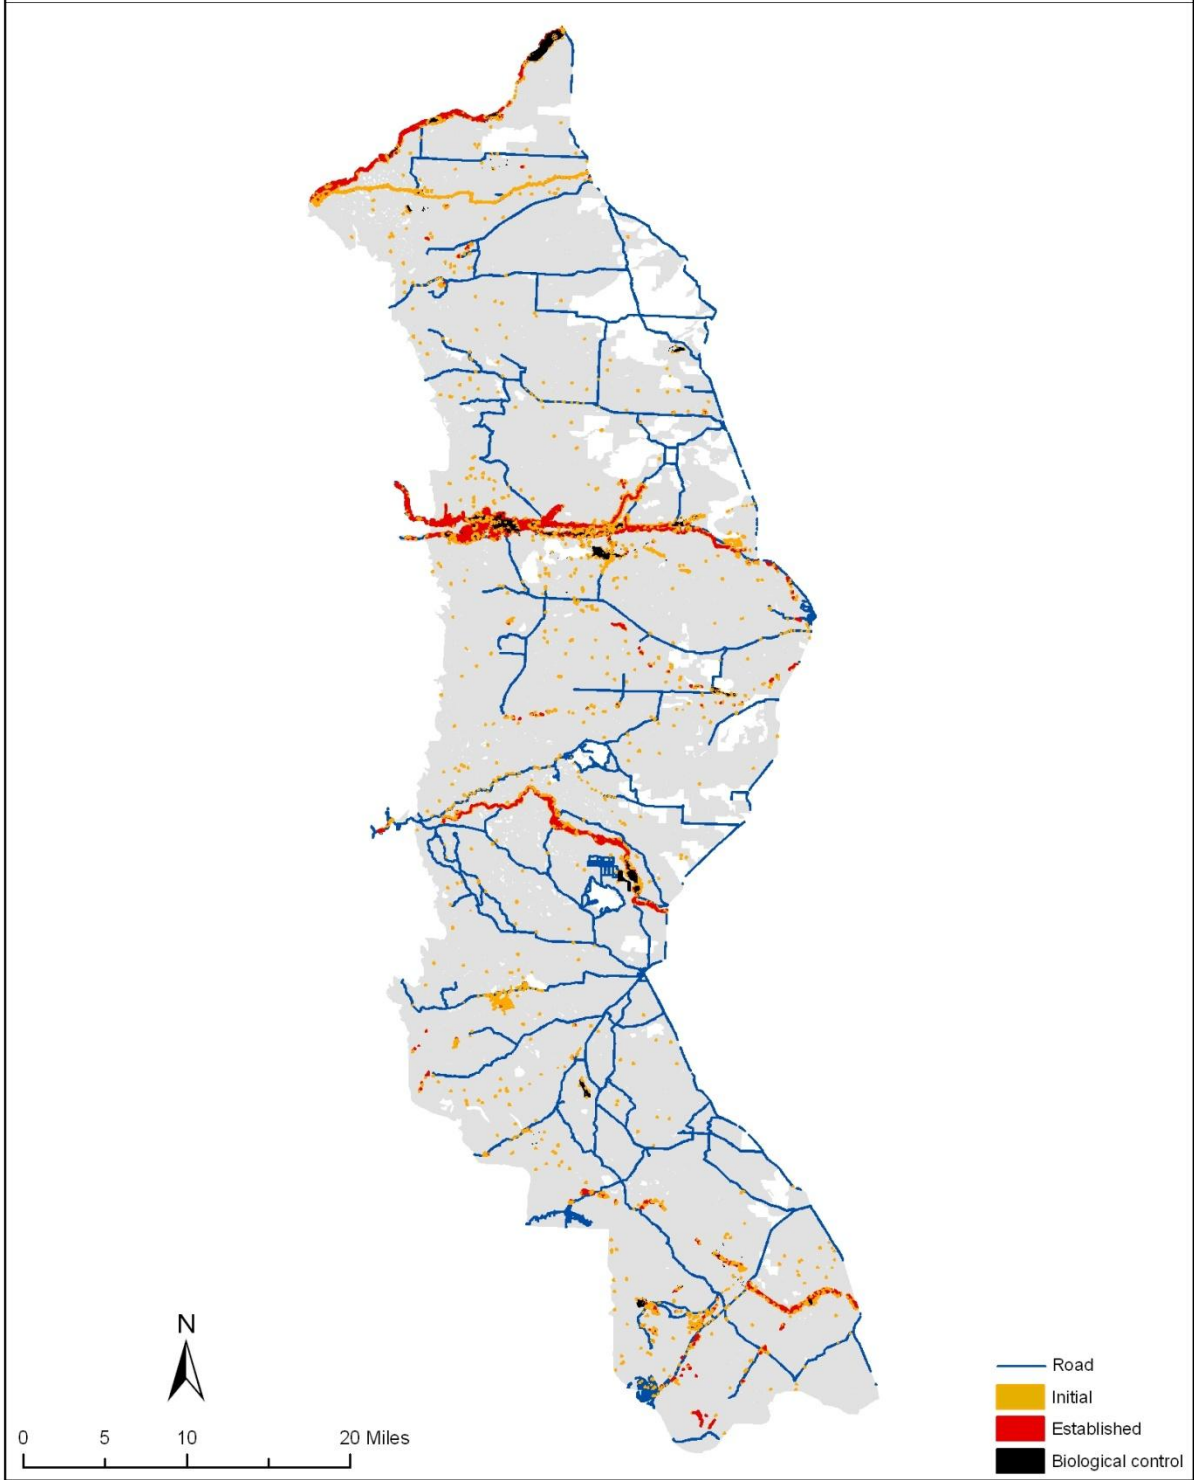 N
0 5 10 20 Miles
Road
Initial
Established
Biological control